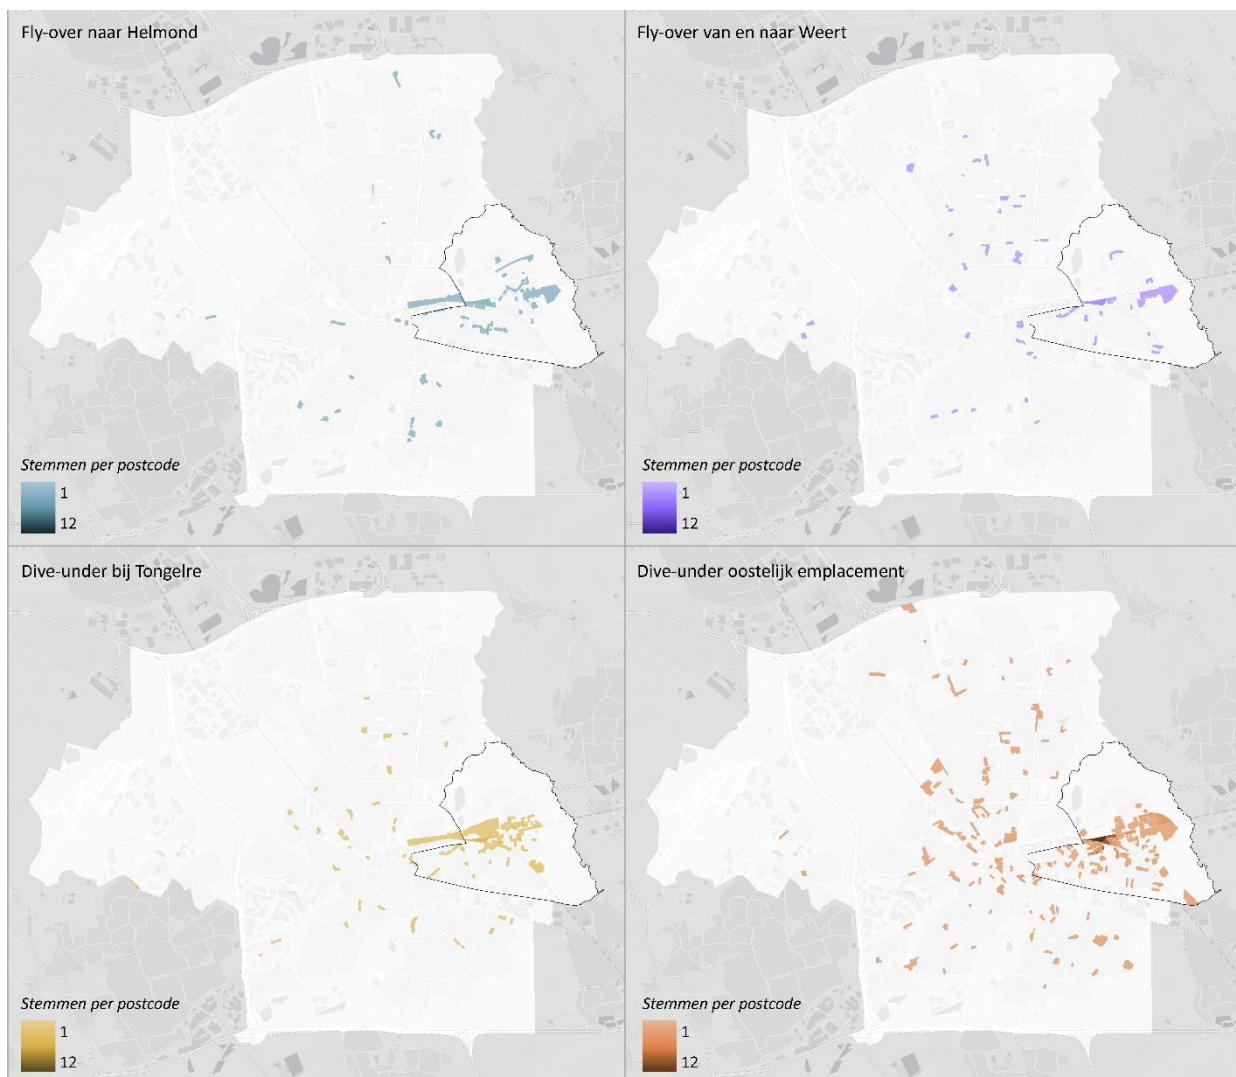 Fly-over naar Helmond
Stemmen per postcode
1
12
Fly-over van en naar Weert
Stemmen per postcode
1
12
Dive-under bij Tongelre
Stemmen per postcode
1
12
Dive-under oostelijk emplacement
Stemmen per postcode
1
12